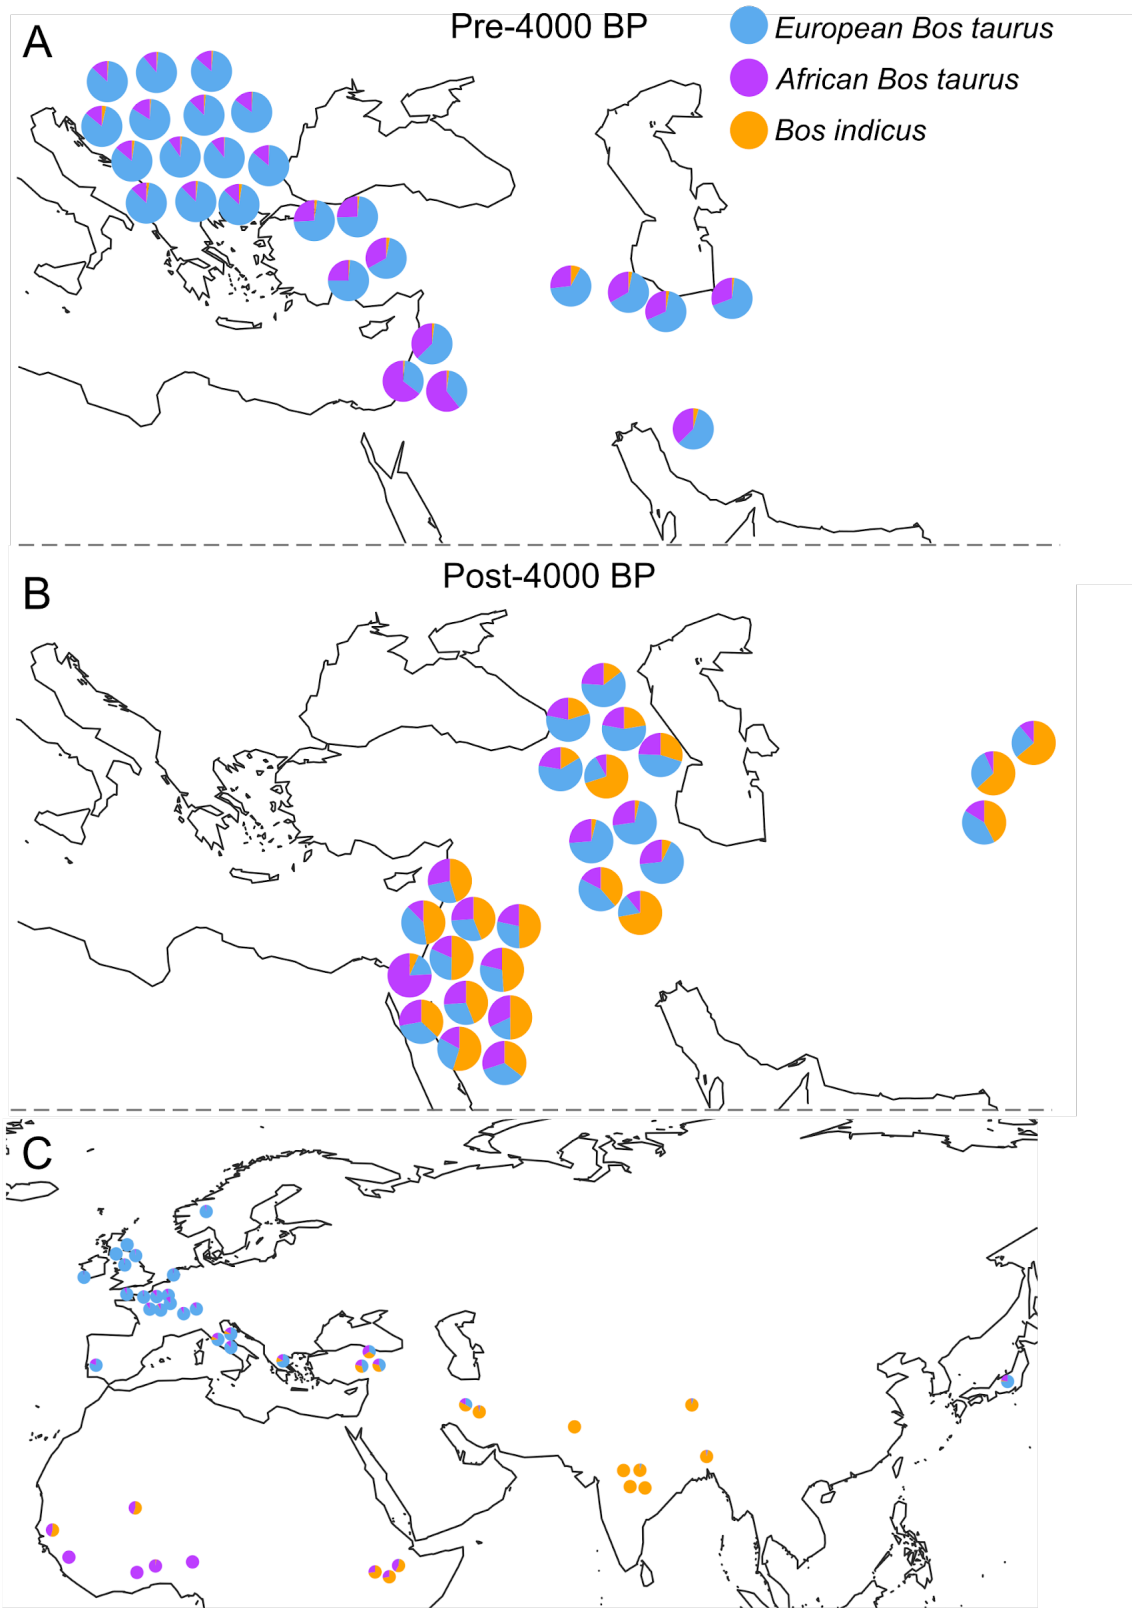 A
Pre-4000 BP
European Bos taurus
African Bos taurus
Bos indicus
B
Post-4000 BP
C